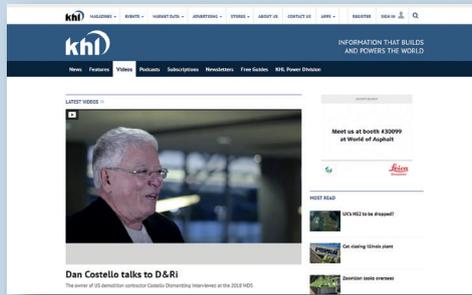 khl MAGAZINES EVENTS MARKET DATA ADVERTISING STORES ABOUT US CONTACT US APPS REGISTER SIGN IN
khl
INFORMATION THAT BUILDS
AND POWERS THE WORLD
News Features Videos Podcasts Subscriptions Newsletters Free Guides KHL Power Division
LATEST VIDEOS
ADVERTISEMENT
Meet us at booth #30099
at World of Asphalt
Leica
MOST READ
UK's HS2 to be dropped?
Cat closing Illinois plant
Zoomlion looks overseas
Dan Costello talks to D&Ri
The owner of US demolition contractor Costello Dismantling interviewed at the 2018 WDS